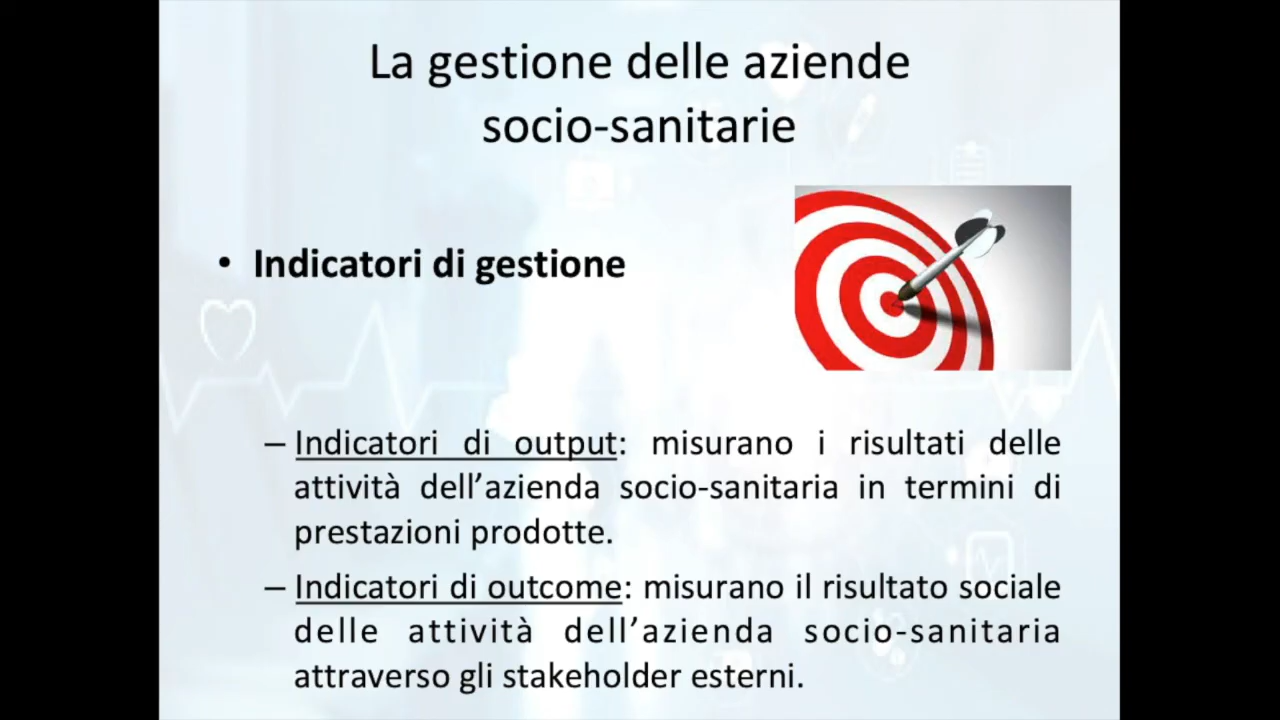 La gestione delle aziende
socio-sanitarie
• Indicatori di gestione
– Indicatori di output: misurano i risultati delle
attività dell’azienda socio-sanitaria in termini di
prestazioni prodotte.
– Indicatori di outcome: misurano il risultato sociale
delle attività dell’azienda socio-sanitaria
attraverso gli stakeholder esterni.